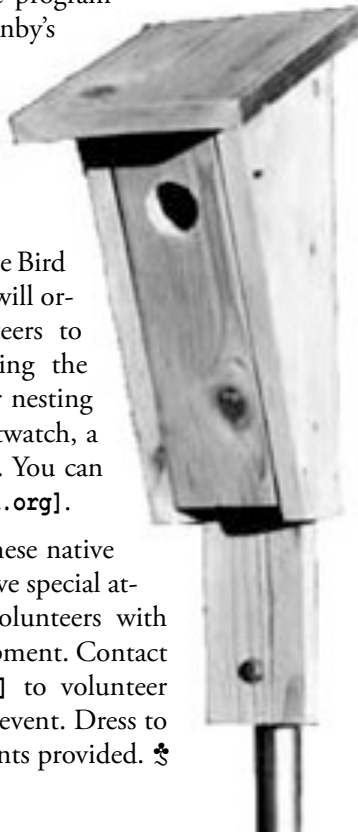 e program
nby's
e Bird
will or-
teers to
ing the
r nesting
twatch, a
. You can
.org].
hese native
ve special at-
olunteers with
pment. Contact
] to volunteer
event. Dress to
nts provided.